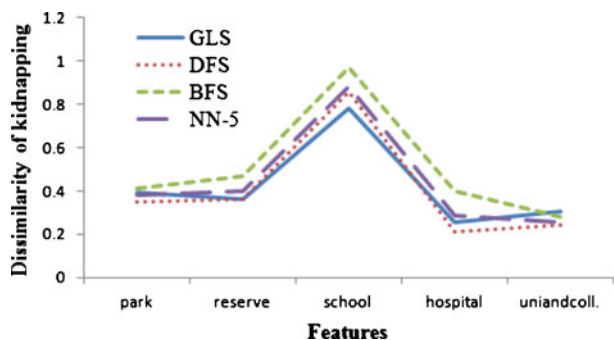 Dissimilarity of kidnapping
1.2
1
0.8
0.6
0.4
0.2
0
GLS
DFS
BFS
NN-5
park
reserve
school
hospital
uniandcoll.
Features